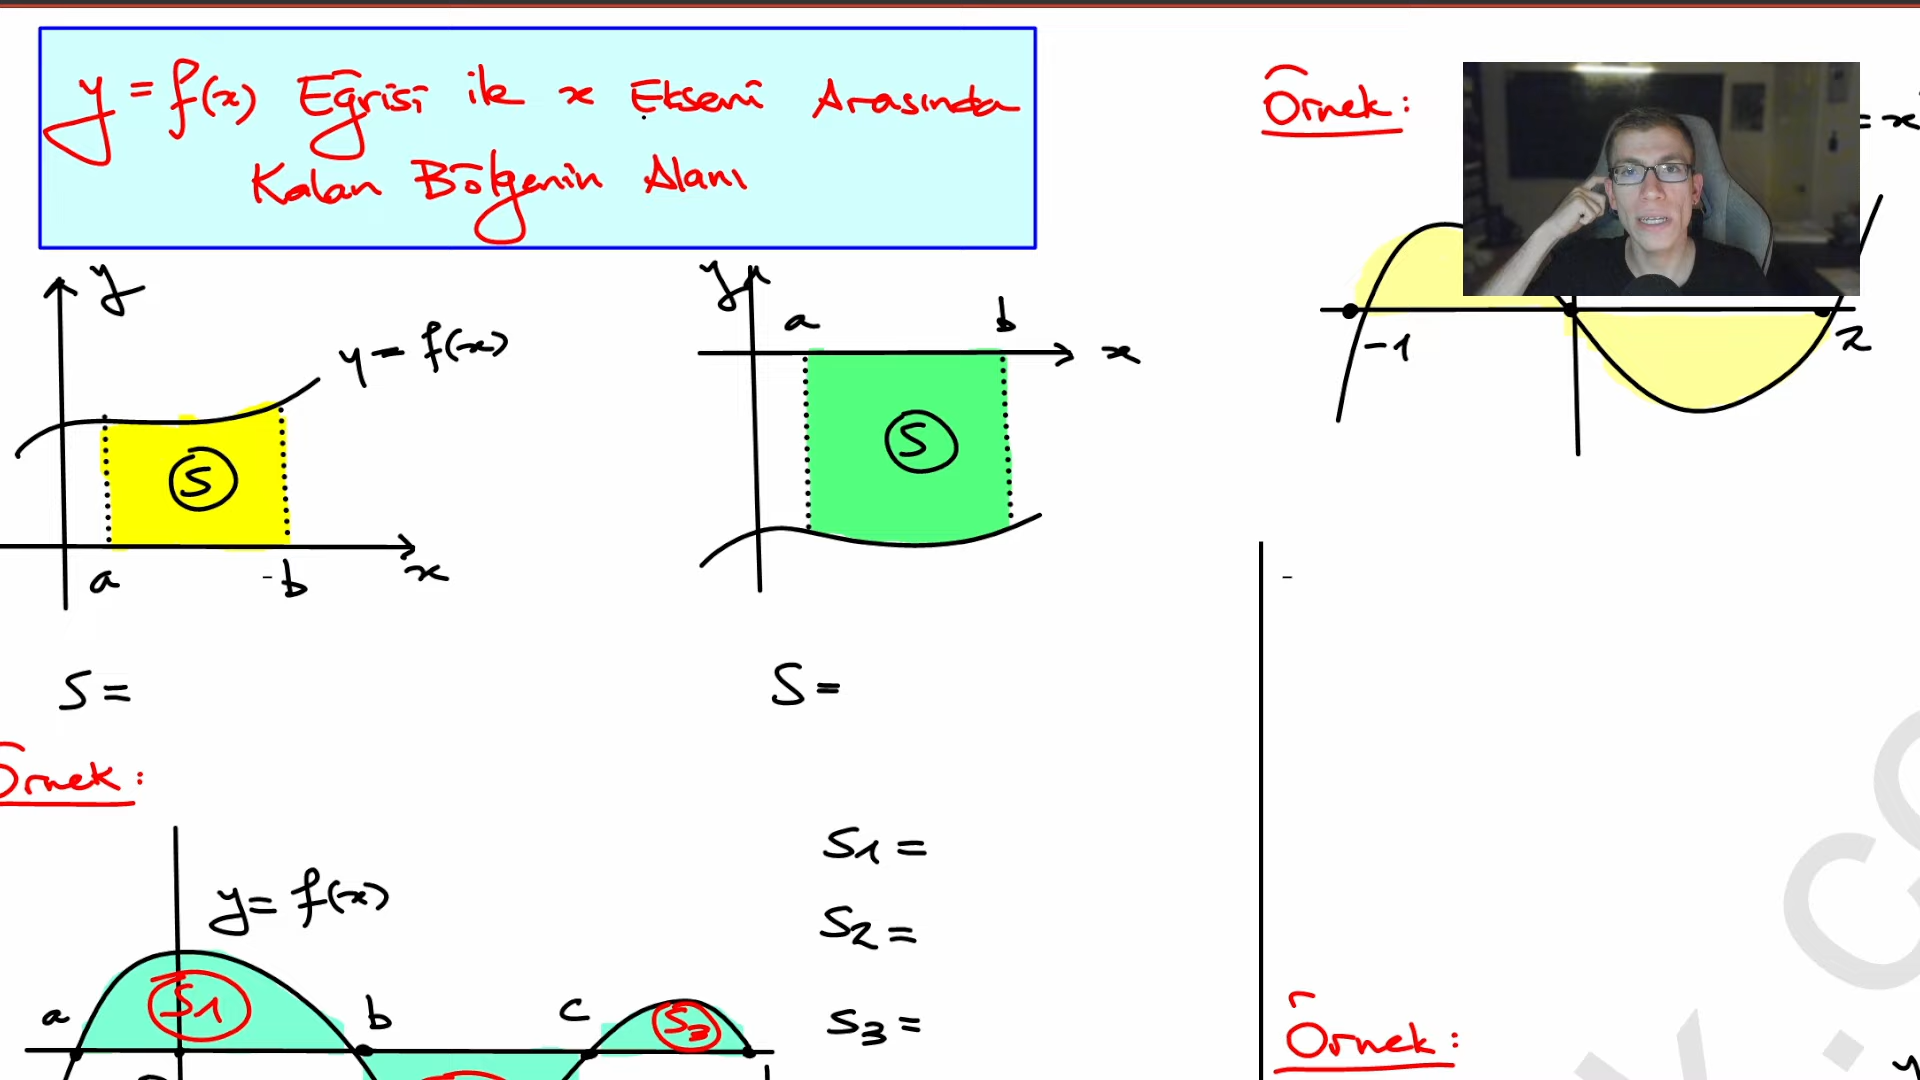 y = f(x) Eğrisi ile x Ekseni Arasında
Kalan Bölgenin Alanı
y
y = f(x)
S
a
b
x
S =
y
a
b
x
S
S =
Örnek:
y = f(x)
a
S1
b
c
S3
S1 =
S2 =
S3 =
Örnek:
= x
-1
2
Örnek:
y